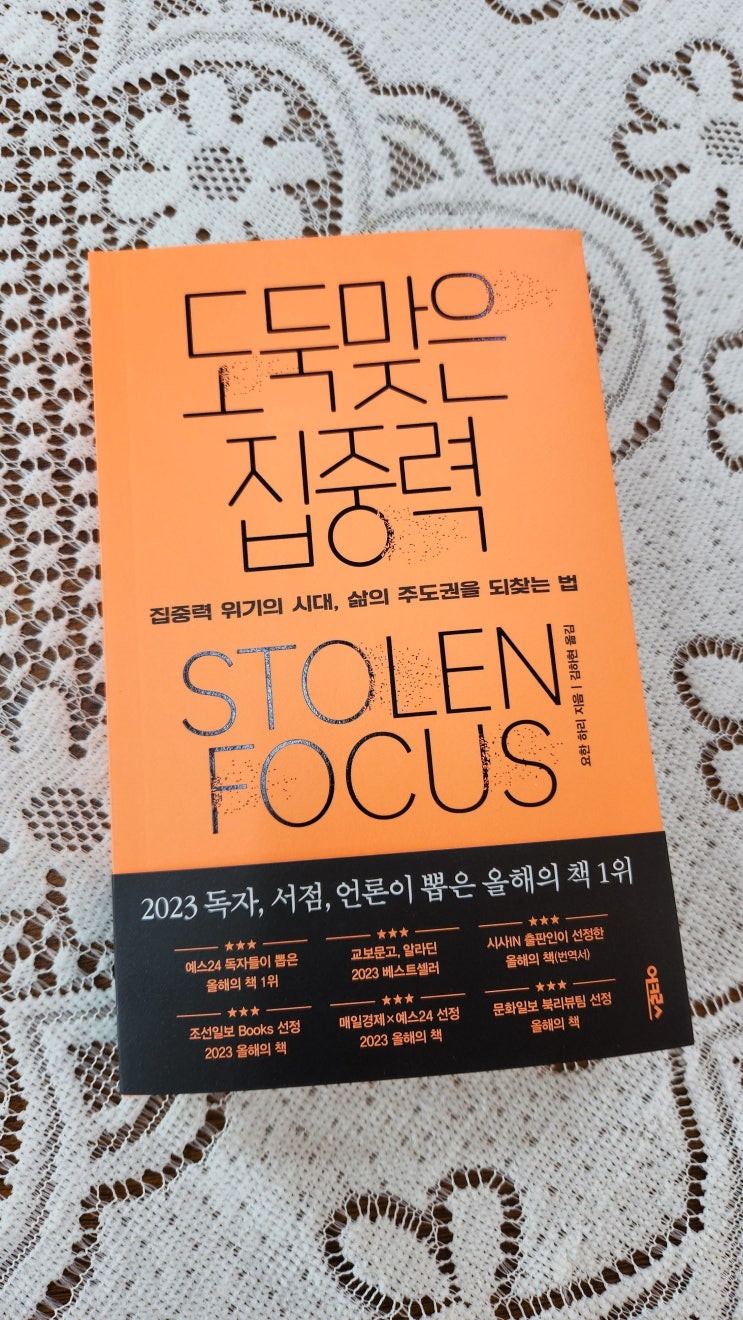 도둑맞은
집중력
집중력 위기의 시대, 삶의 주도권을 되찾는 법
STOLEN
FOCUS
요한 하리 지음 | 김하현 옮김
2023 독자, 서점, 언론이 뽑은 올해의 책 1위
★★★
예스24 독자들이 뽑은
올해의 책 1위
★★★
교보문고, 알라딘
2023 베스트셀러
★★★
시사IN 출판인이 선정한
올해의 책(번역서)
★★★
조선일보 Books 선정
2023 올해의 책
★★★
매일경제×예스24 선정
2023 올해의 책
★★★
문화일보 북리뷰팀 선정
올해의 책
어크로스